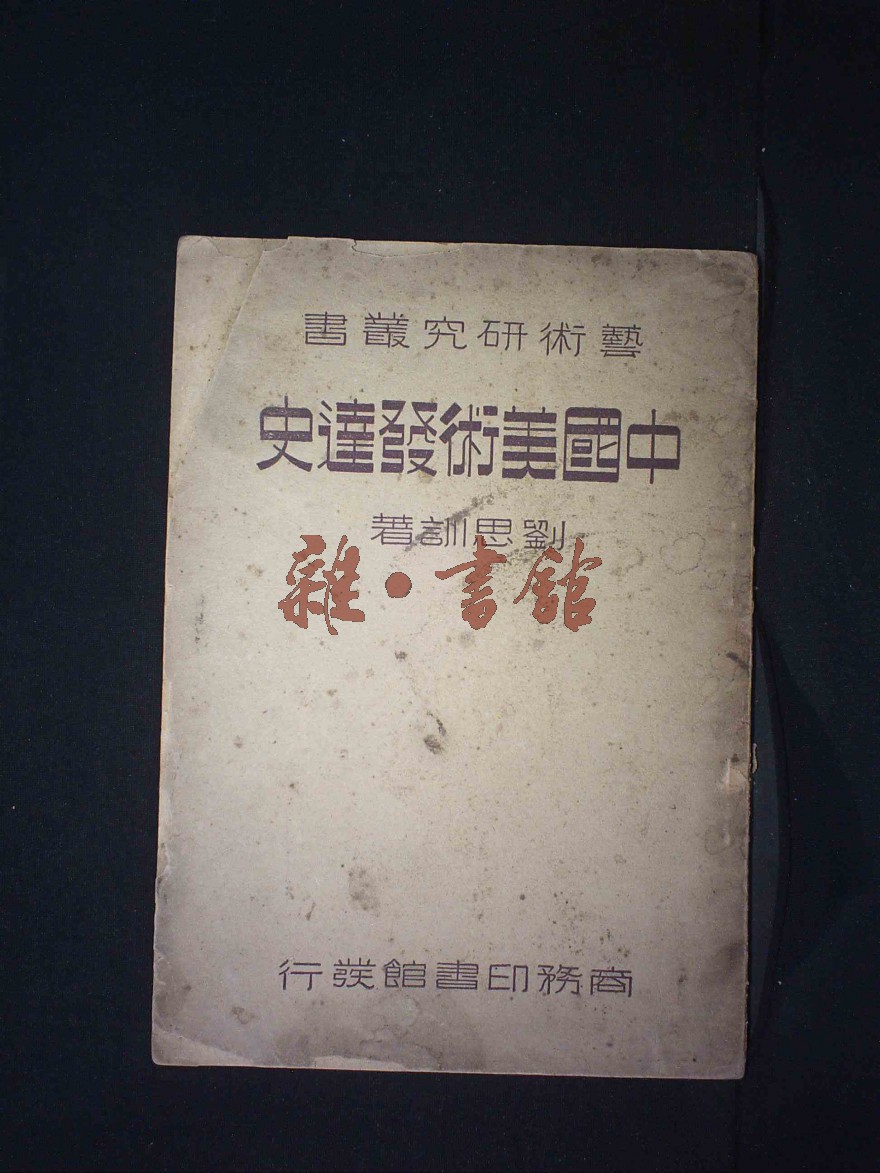 藝術研究叢書
中國美術發達史
劉思訓著
雜·書館
商務印書館發行